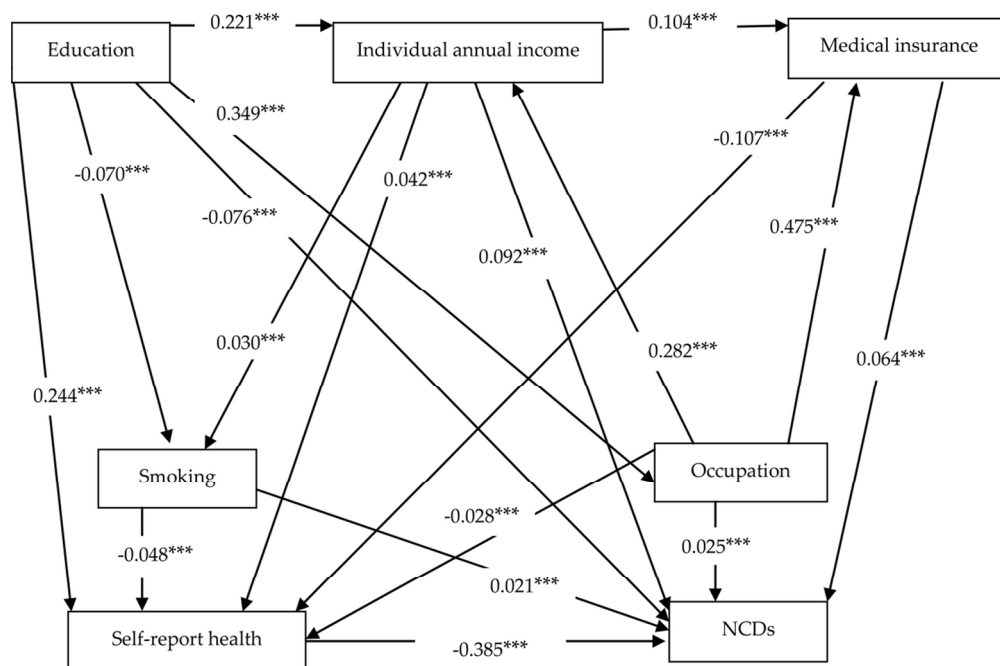 0.221***
0.104***
Education
Individual annual income
Medical insurance
0.349***
-0.107***
-0.070***
0.042***
-0.076***
0.475***
0.092***
0.030***
0.282***
0.064***
0.244***
Smoking
Occupation
-0.028***
-0.048***
0.025***
0.021***
Self-report health
NCDs
-0.385***